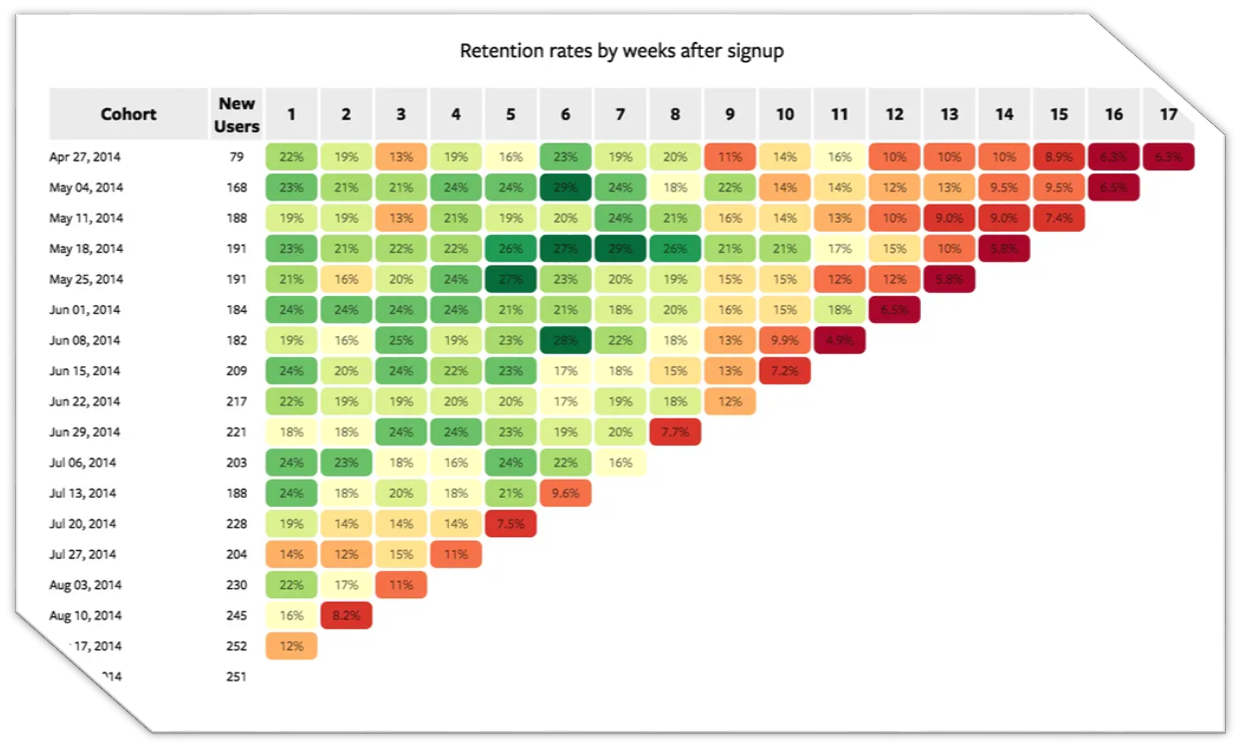 Retention rates by weeks after signup
Cohort New Users 1 2 3 4 5 6 7 8 9 10 11 12 13 14 15 16 17
Apr 27, 2014 79 22% 19% 13% 19% 16% 23% 19% 20% 11% 14% 16% 10% 10% 10% 8.9% 6.3% 6.3%
May 04, 2014 168 23% 21% 21% 24% 24% 29% 24% 18% 22% 14% 14% 12% 13% 9.5% 9.5% 6.5%
May 11, 2014 188 19% 19% 13% 21% 19% 20% 24% 21% 16% 14% 13% 10% 9.0% 9.0% 7.4%
May 18, 2014 191 23% 21% 22% 22% 26% 27% 29% 26% 21% 21% 17% 15% 10% 5.8%
May 25, 2014 191 21% 16% 20% 24% 27% 23% 20% 19% 15% 15% 12% 12% 5.8%
Jun 01, 2014 184 24% 24% 24% 24% 21% 21% 18% 20% 16% 15% 18% 6.5%
Jun 08, 2014 182 19% 16% 25% 19% 23% 28% 22% 18% 13% 9.9% 4.9%
Jun 15, 2014 209 24% 20% 24% 22% 23% 17% 18% 15% 13% 7.2%
Jun 22, 2014 217 22% 19% 19% 20% 20% 17% 19% 18% 12%
Jun 29, 2014 221 18% 18% 24% 24% 23% 19% 20% 7.7%
Jul 06, 2014 203 24% 23% 18% 16% 24% 22% 16%
Jul 13, 2014 188 24% 18% 20% 18% 21% 9.6%
Jul 20, 2014 228 19% 14% 14% 14% 7.5%
Jul 27, 2014 204 14% 12% 15% 11%
Aug 03, 2014 230 22% 17% 11%
Aug 10, 2014 245 16% 8.2%
17, 2014 252 12%
251